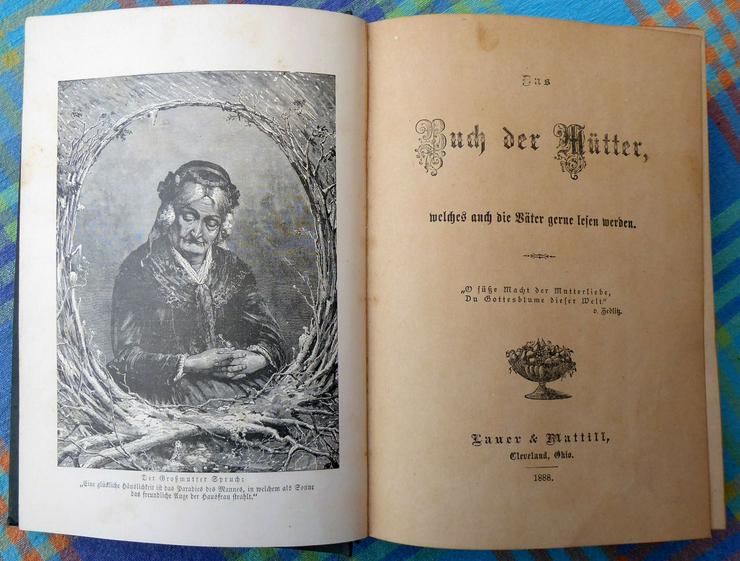 Der Großmutter Spruch:
„Eine glückliche Häuslichkeit ist das Paradies des Mannes, in welchem als Sonne
das freundliche Auge der Hausfrau strahlt.“
Das
Buch der Mütter,
welches auch die Väter gerne lesen werden.
„O süße Macht der Mutterliebe,
Du Gottesblume dieser Welt“
v. Zedlitz.
Lauer & Mattill,
Cleveland, Ohio.
1888.